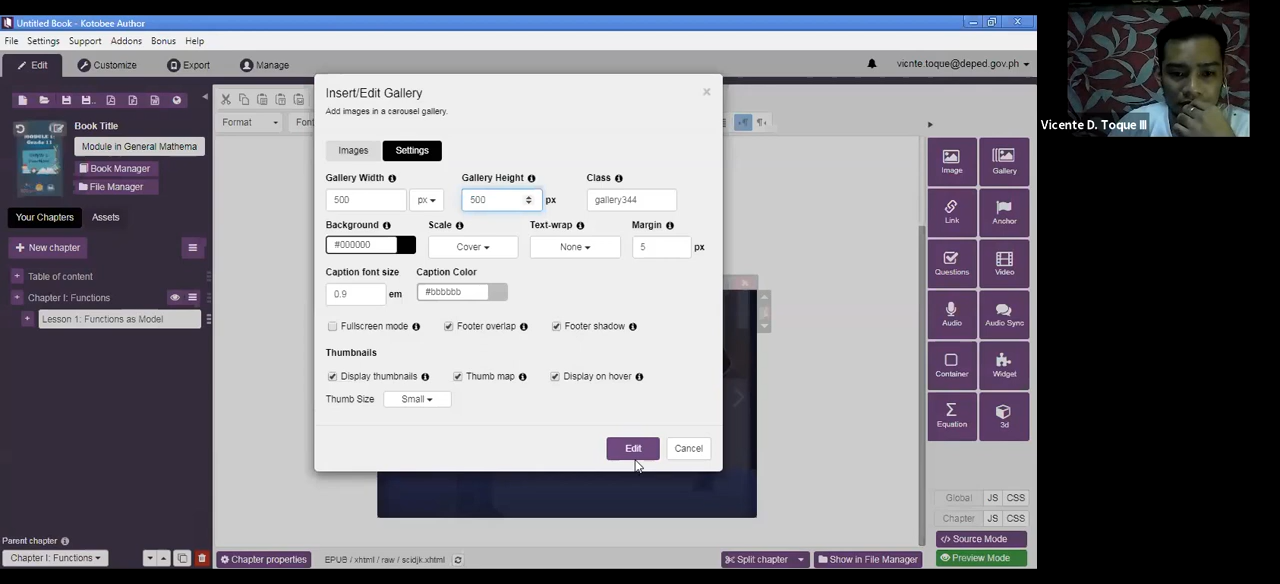 Untitled Book - Kotobee Author
File Settings Support Addons Bonus Help
Edit Customize Export Manage
vicnte.toque@deped.gov.ph
Vicente D. Toque III
Book Title
Module in General Mathema
Book Manager
File Manager
MODULE 1:
Grade 11
Your Chapters Assets
+ New chapter
+ Table of content
+ Chapter I: Functions
+ Lesson 1: Functions as Model
Parent chapter
Chapter I: Functions
Format
Font
Insert/Edit Gallery
×
Add images in a carousel gallery.
Images Settings
Gallery Width Gallery Height Class
500 px 500 px gallery344
Background Scale Text-wrap Margin
#000000 Cover None 5 px
Caption font size Caption Color
0.9 em #bbbbbb
Fullscreen mode Footer overlap Footer shadow
Thumbnails
Display thumbnails Thumb map Display on hover
Thumb Size Small
Edit Cancel
Image Gallery
Link Anchor
Questions Video
Audio Audio Sync
Container Widget
Equation 3d
Global JS CSS
Chapter JS CSS
</> Source Mode
Preview Mode
Chapter properties EPUB / xhtml / raw / scidjk.xhtml Split chapter Show in File Manager